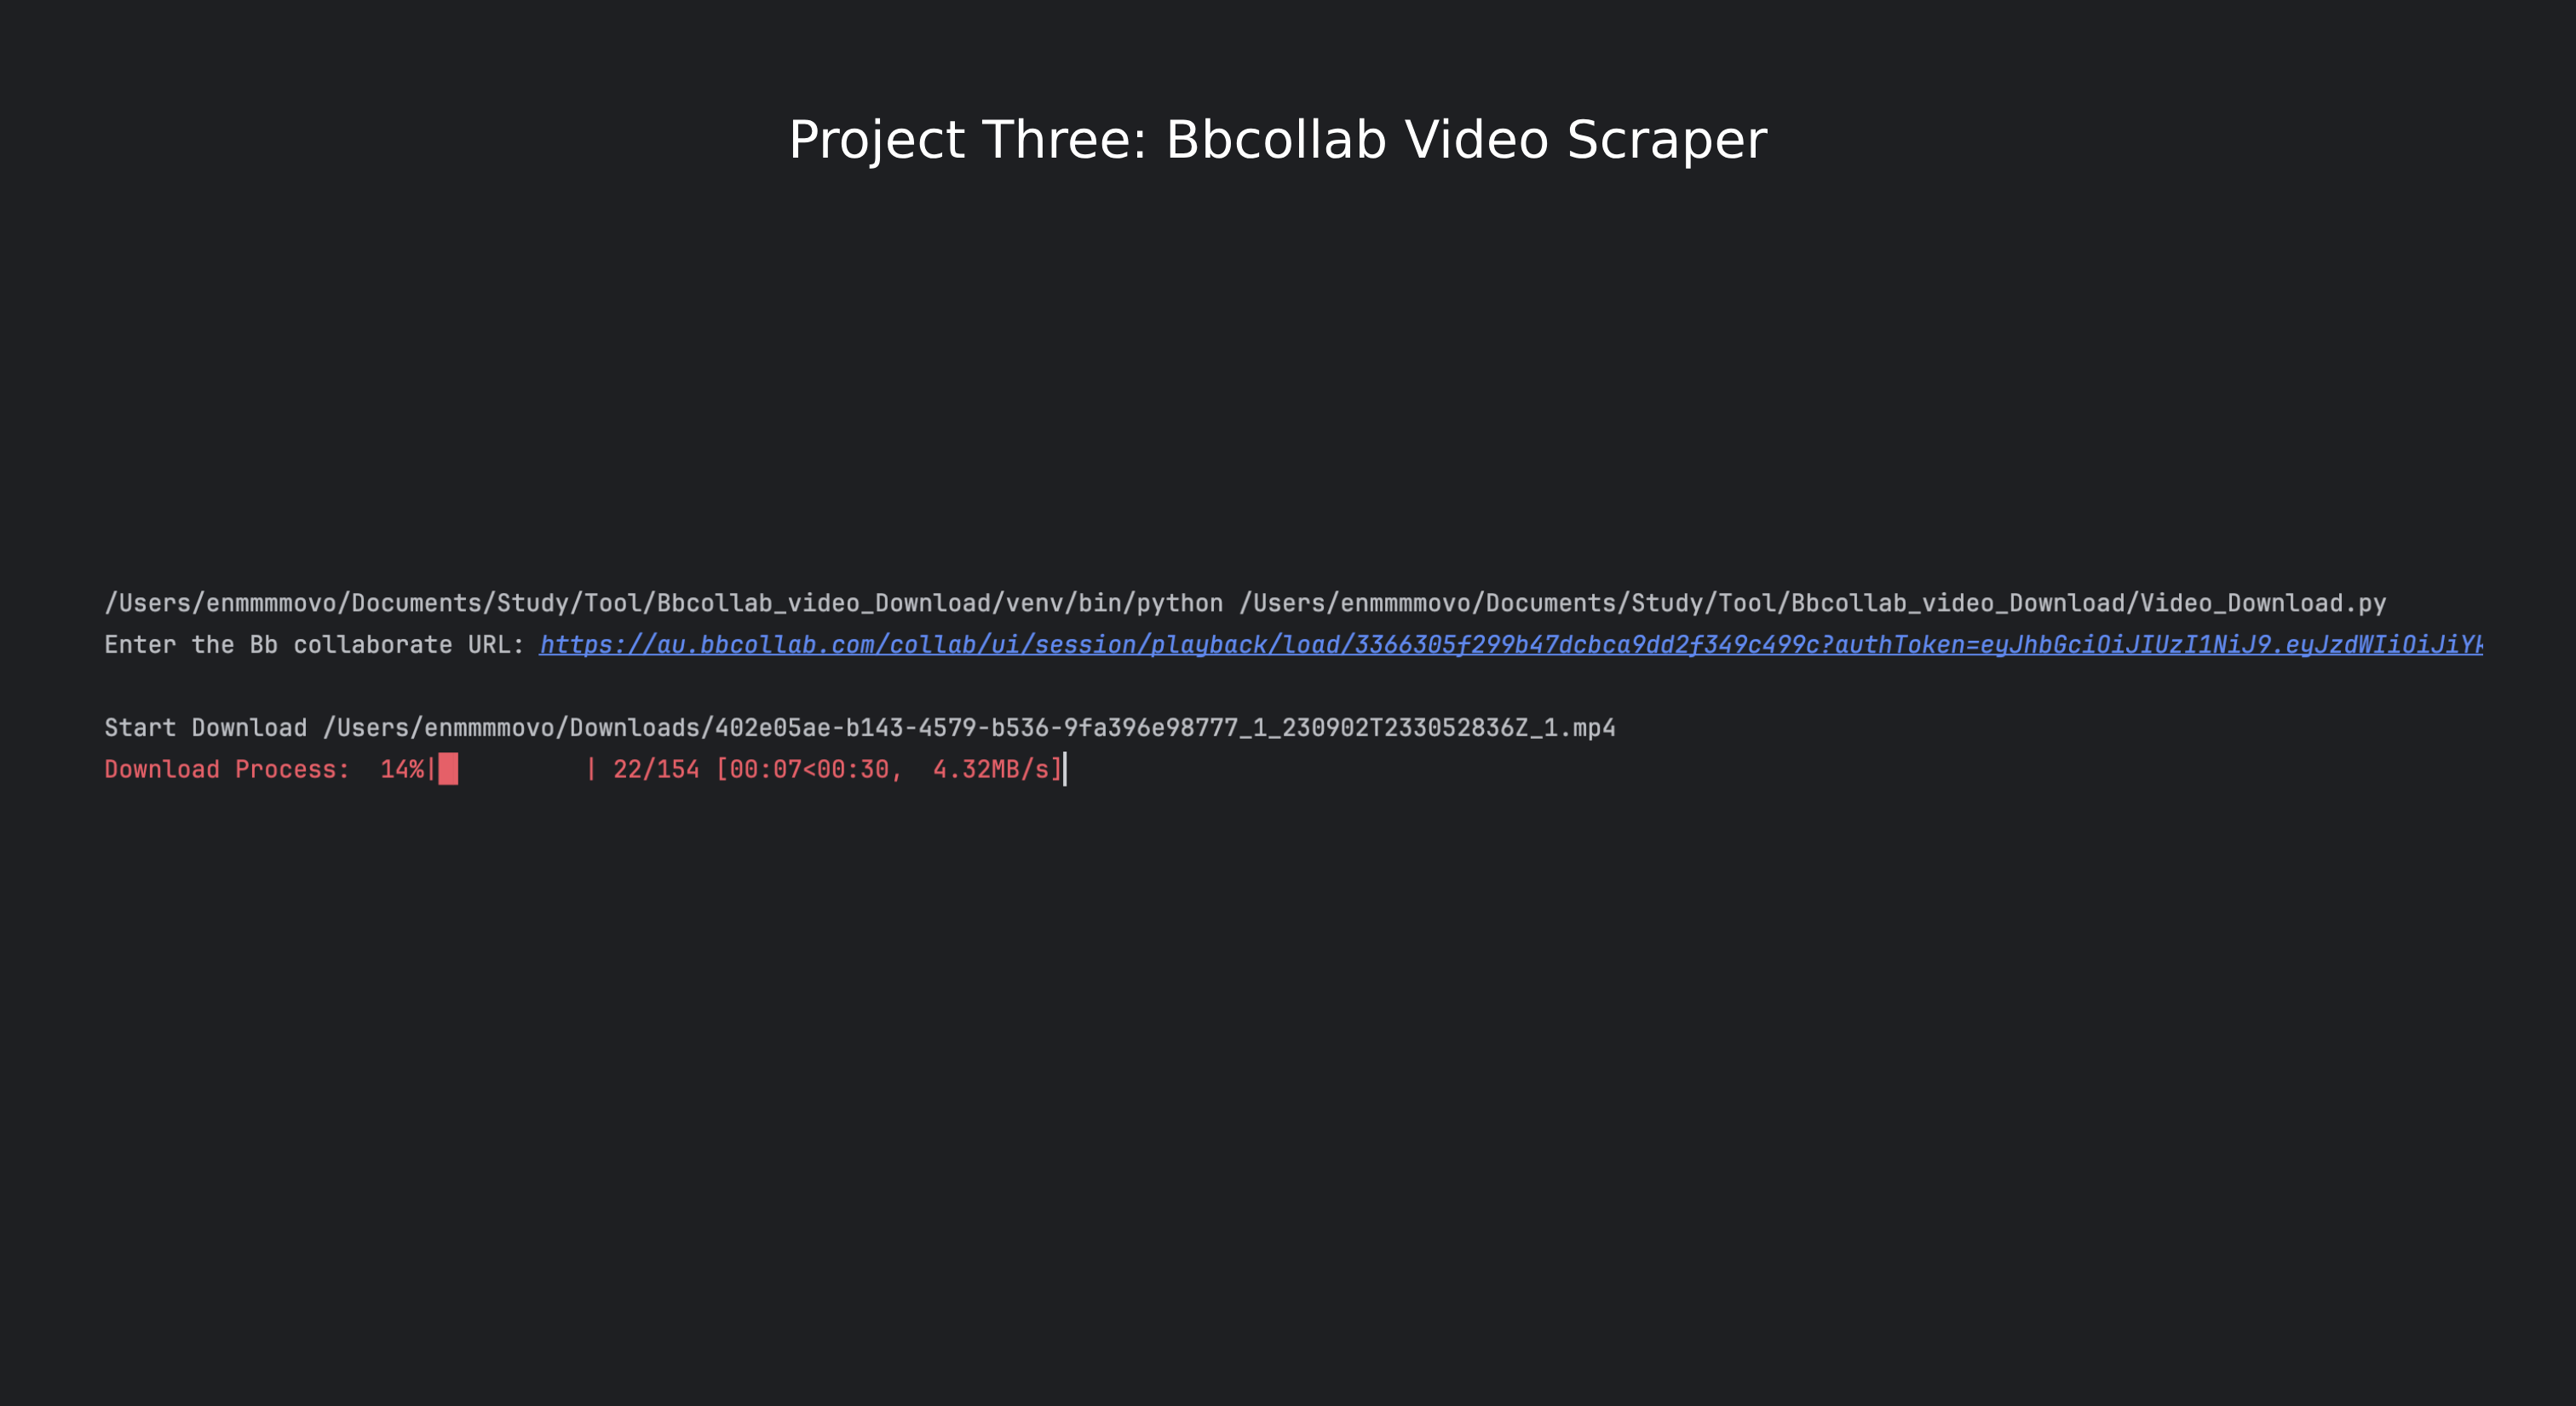 Project Three: Bbcollab Video Scraper
/Users/enmmmmovo/Documents/Study/Tool/Bbcollab_video_Download/venv/bin/python /Users/enmmmmovo/Documents/Study/Tool/Bbcollab_video_Download/Video_Download.py
Enter the Bb collaborate URL: https://au.bbcollab.com/collab/ui/session/playback/load/3366305f299b47dcbca9dd2f349c499c?authToken=eyJhbGciOiJIUzI1NiJ9.eyJzdWIiOiJiYk
Start Download /Users/enmmmmovo/Downloads/402e05ae-b143-4579-b536-9fa396e98777_1_230902T233052836Z_1.mp4
Download Process:  14%|█         | 22/154 [00:07<00:30,  4.32MB/s]